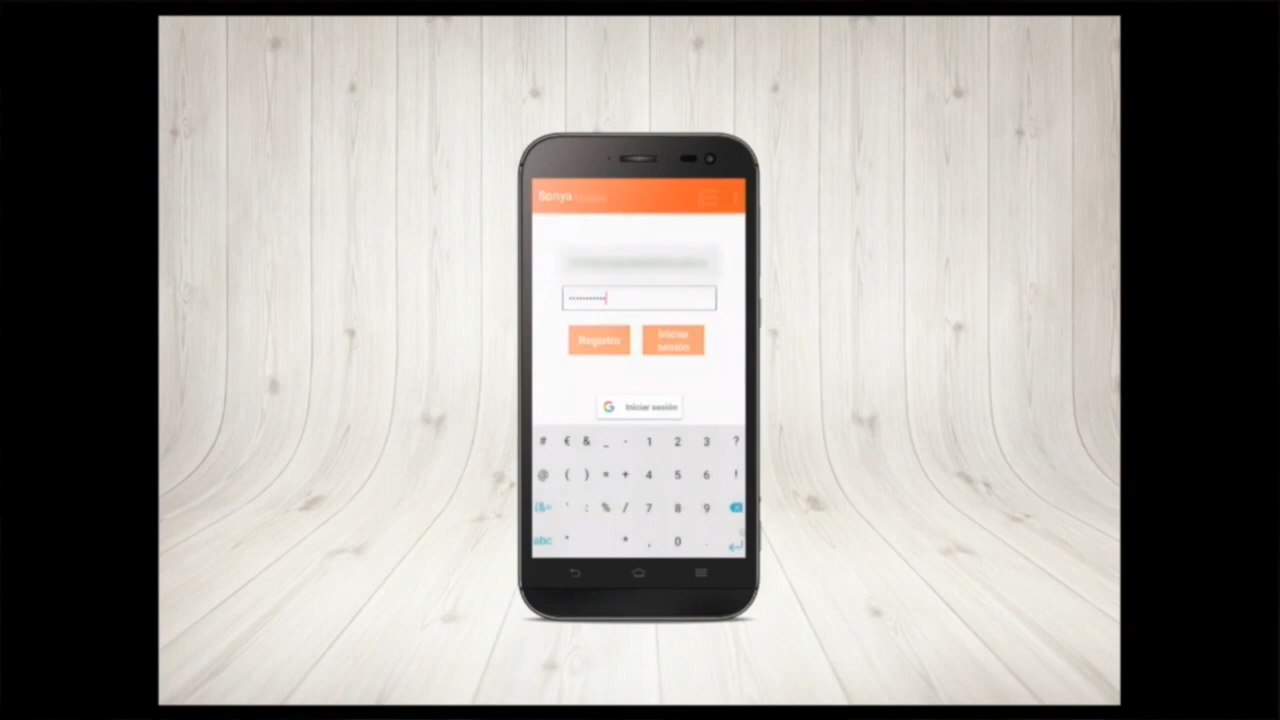 Sonya
Registro
Iniciar
sesión
G Iniciar sesión
# € & _ - 1 2 3 ?
@ ( ) = + 4 5 6 !
(&= ' : % / 7 8 9
abc " * , 0 .